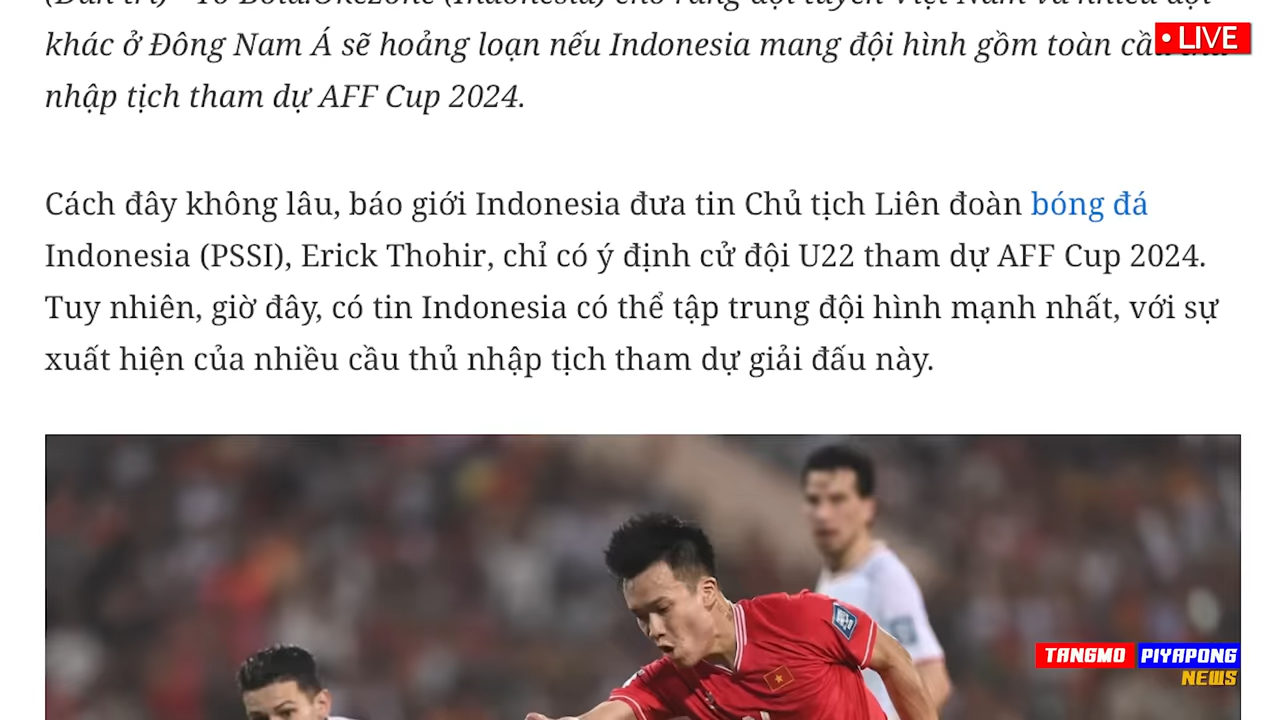 khác ở Đông Nam Á sẽ hoảng loạn nếu Indonesia mang đội hình gồm toàn
• LIVE
nhập tịch tham dự AFF Cup 2024.
Cách đây không lâu, báo giới Indonesia đưa tin Chủ tịch Liên đoàn bóng đá
Indonesia (PSSI), Erick Thohir, chỉ có ý định cử đội U22 tham dự AFF Cup 2024.
Tuy nhiên, giờ đây, có tin Indonesia có thể tập trung đội hình mạnh nhất, với sự
xuất hiện của nhiều cầu thủ nhập tịch tham dự giải đấu này.
TANGMO PIYAPONG
NEWS